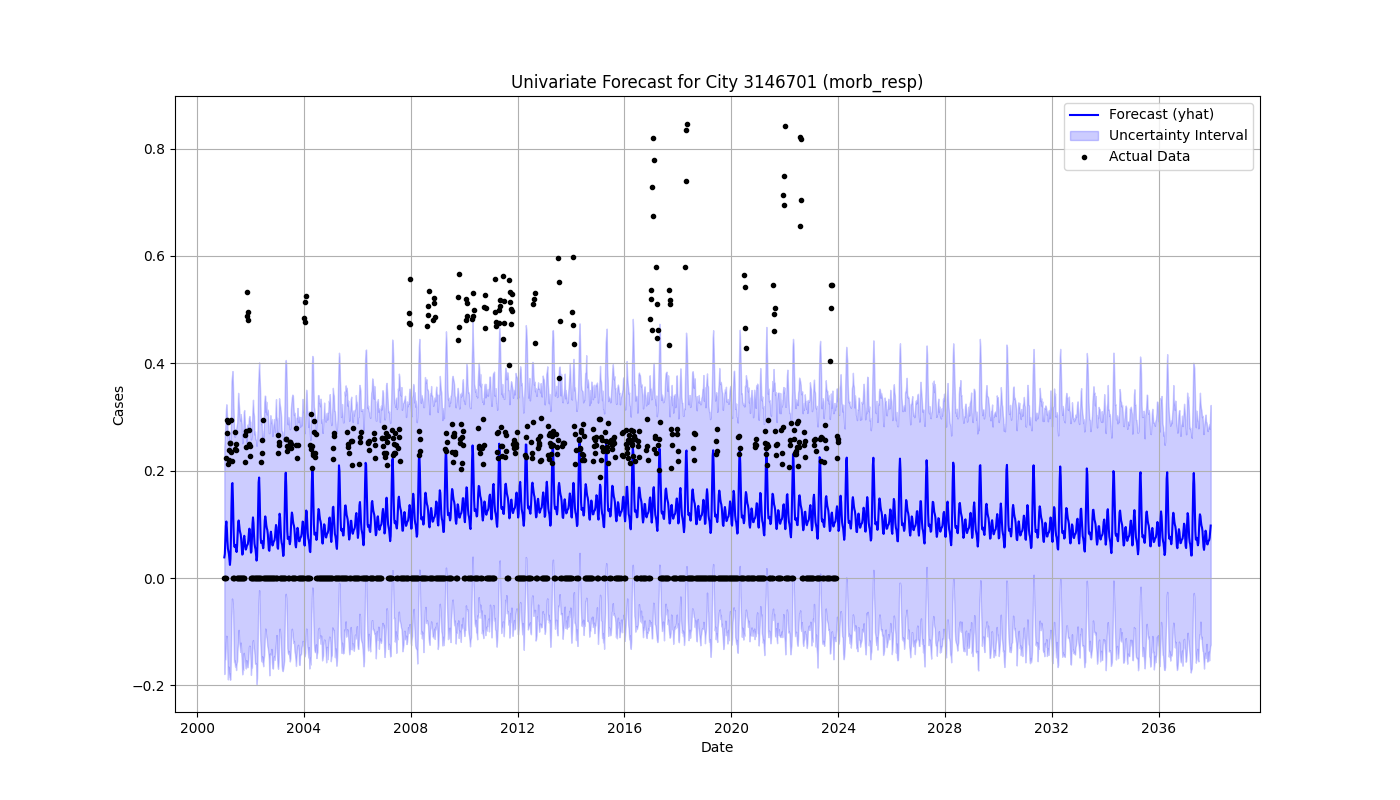 Univariate Forecast for City 3146701 (morb_resp)
Forecast (yhat)
Uncertainty Interval
Actual Data
Cases
0.8
0.6
0.4
0.2
0.0
−0.2
2000 2004 2008 2012 2016 2020 2024 2028 2032 2036
Date